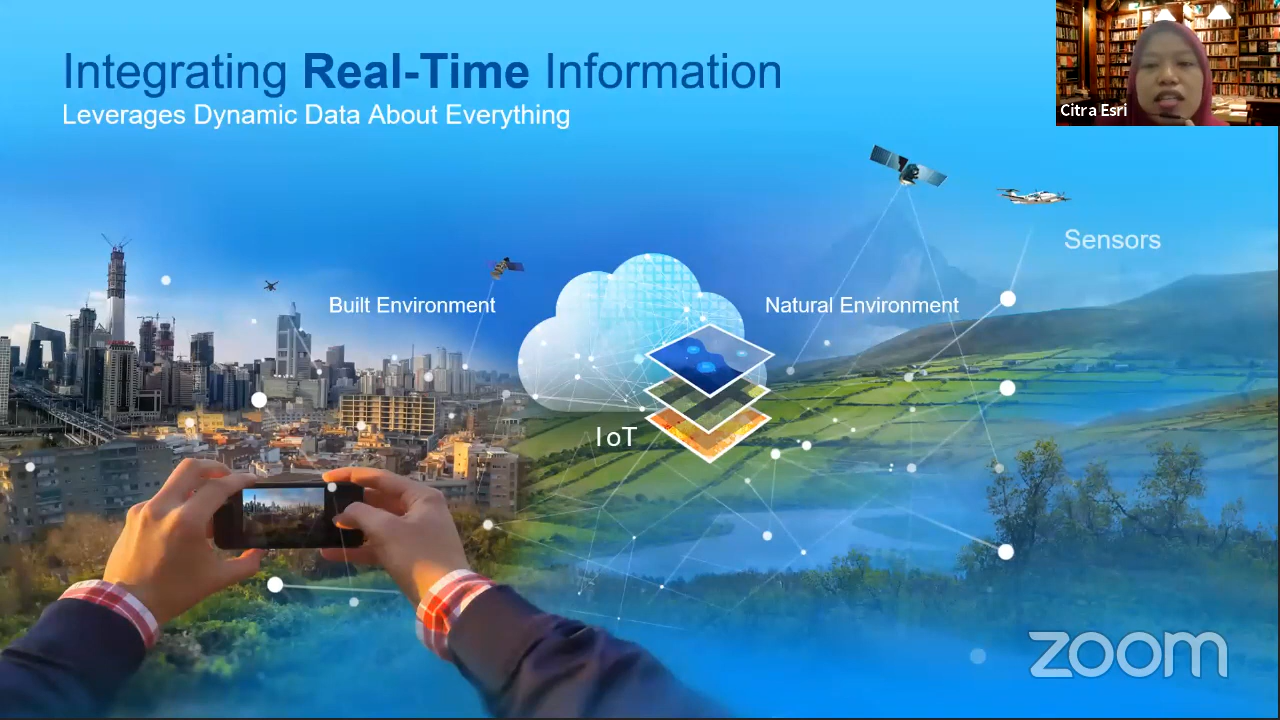 Integrating Real-Time Information
Leverages Dynamic Data About Everything
Citra Esri
Sensors
Built Environment
Natural Environment
IoT
zoom